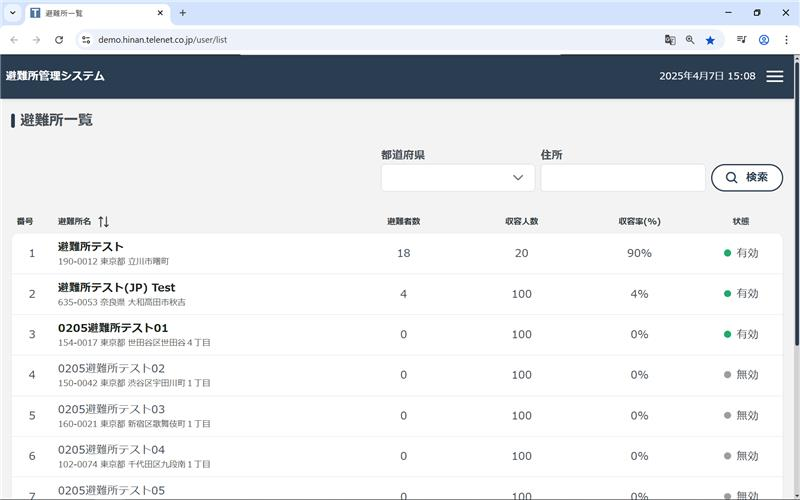 避難所一覧
demo.hinan.telenet.co.jp/user/list
避難所管理システム
2025年4月7日 15:08
避難所一覧
都道府県 住所
検索
番号 避難所名 避難者数 収容人数 収容率(%) 状態
1 避難所テスト 18 20 90% 有効
190-0012 東京都 立川市曙町
2 避難所テスト(JP) Test 4 100 4% 有効
635-0053 奈良県 大和高田市秋吉
3 0205避難所テスト01 0 100 0% 有効
154-0017 東京都 世田谷区世田谷４丁目
4 0205避難所テスト02 0 100 0% 無効
150-0042 東京都 渋谷区宇田川町１丁目
5 0205避難所テスト03 0 100 0% 無効
160-0021 東京都 新宿区歌舞伎町１丁目
6 0205避難所テスト04 0 100 0% 無効
102-0074 東京都 千代田区九段南１丁目
7 0205避難所テスト05 0 100 0% 無効